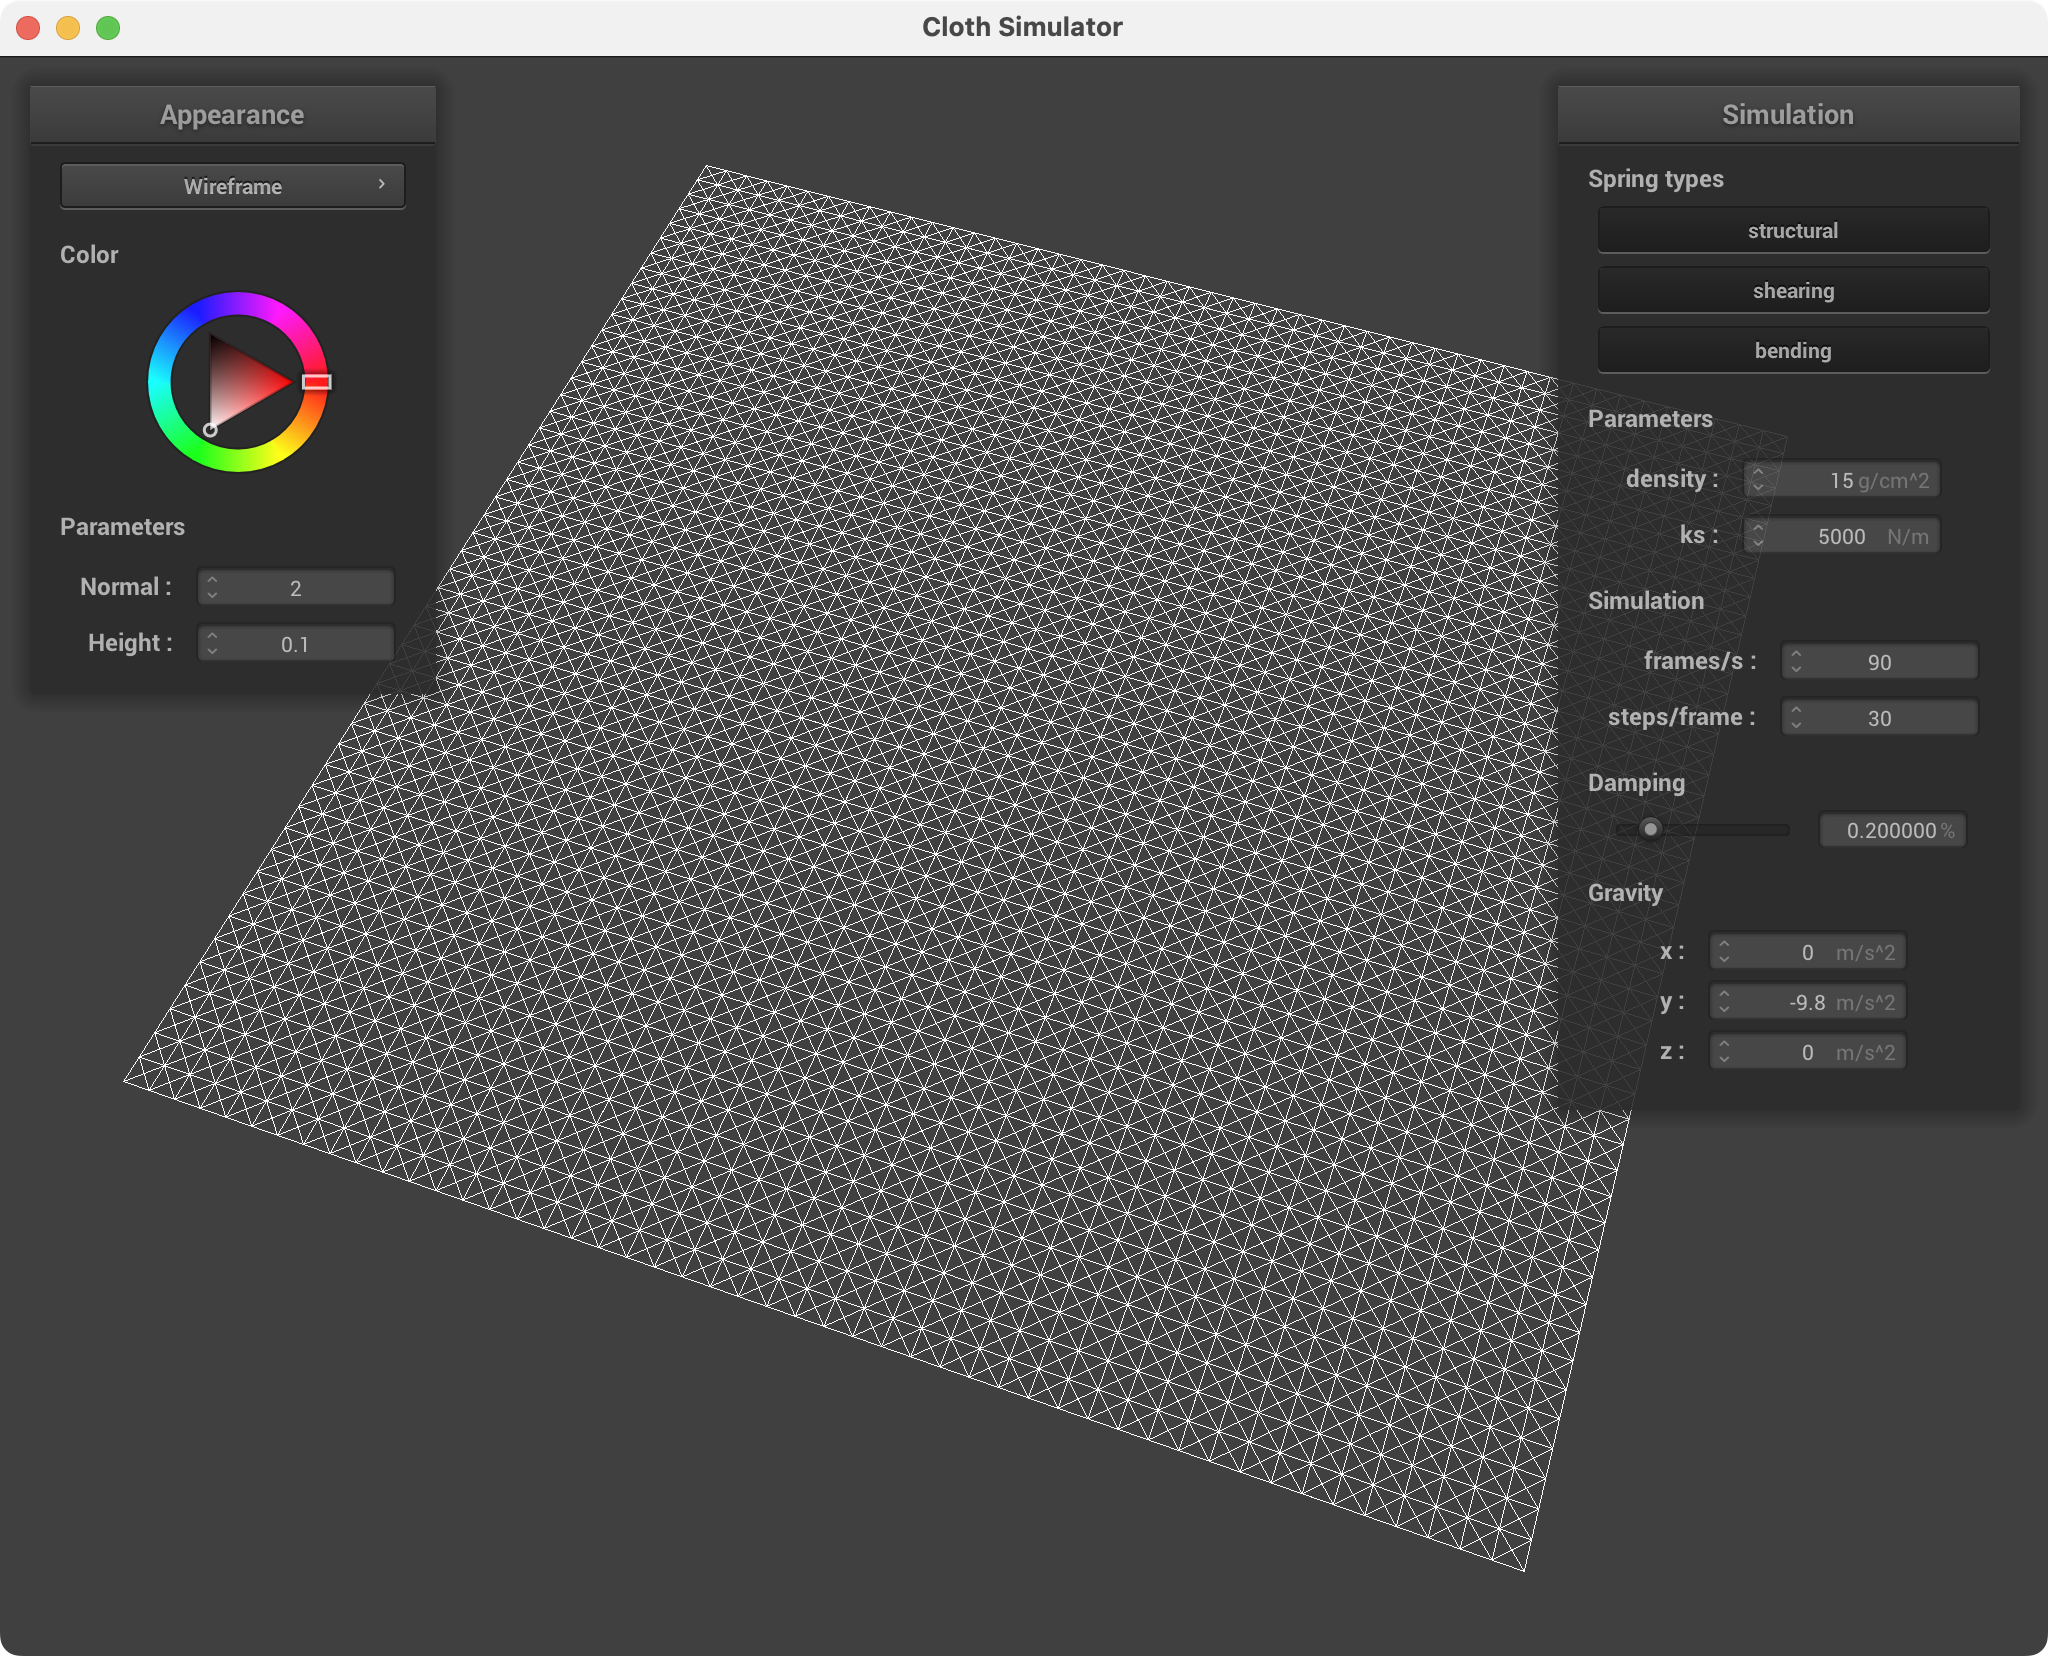 Cloth Simulator
Appearance
Wireframe
Color
Parameters
Normal : 2
Height : 0.1
Simulation
Spring types
structural
shearing
bending
Parameters
density : 15 g/cm^2
ks : 5000 N/m
Simulation
frames/s : 90
steps/frame : 30
Damping
0.200000 %
Gravity
x : 0 m/s^2
y : -9.8 m/s^2
z : 0 m/s^2